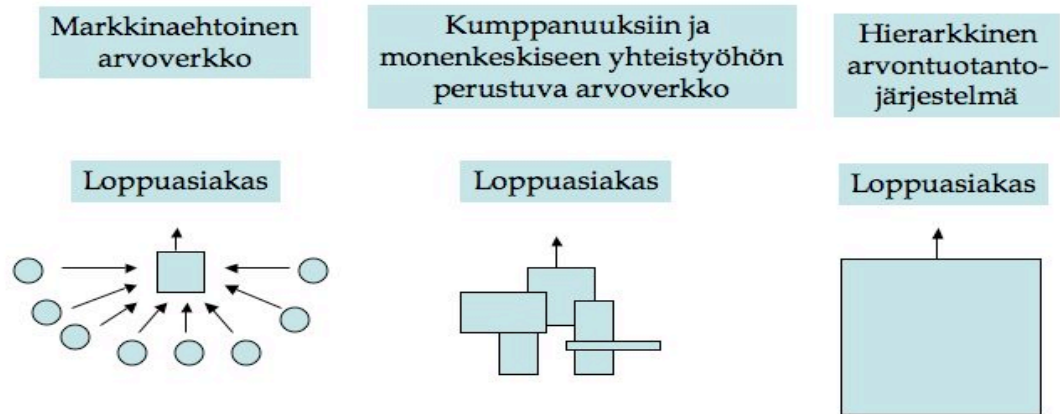 Markkinaehtoinen
arvoverkko
Kumppanuuksiin ja
monenkeskiseen yhteistyöhön
perustuva arvoverkko
Hierarkkinen
arvontuotanto-
järjestelmä
Loppuasiakas
Loppuasiakas
Loppuasiakas